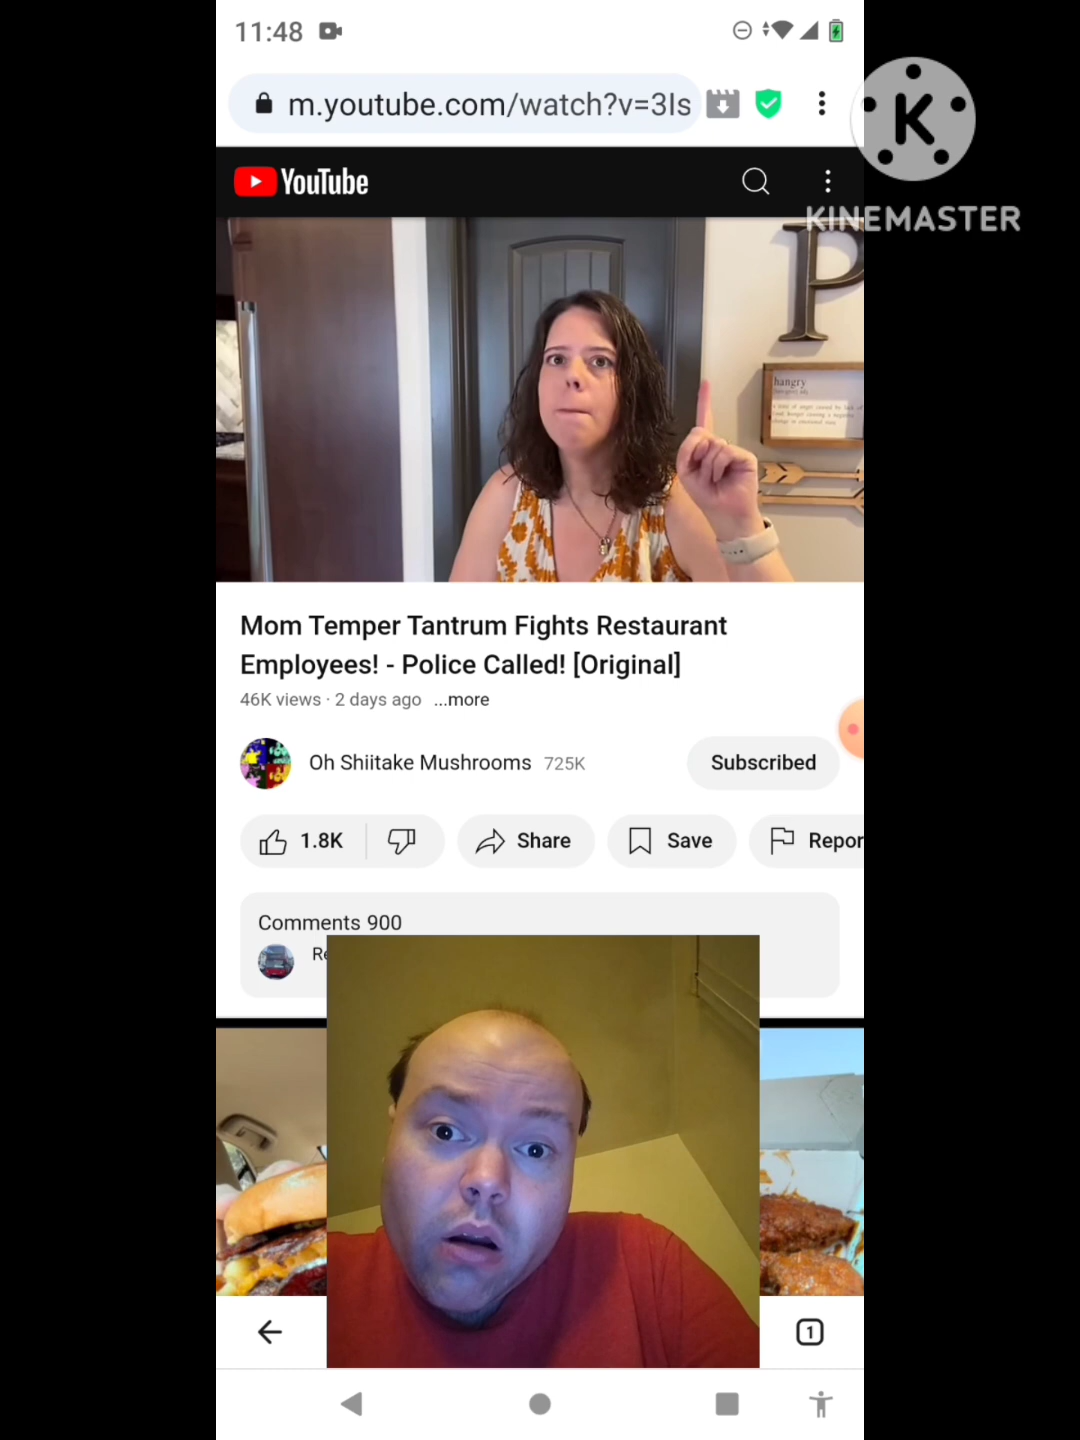 11:48
m.youtube.com/watch?v=3Is
K
KINEMASTER
YouTube
P
hangry
Mom Temper Tantrum Fights Restaurant
Employees! - Police Called! [Original]
46K views · 2 days ago ...more
Oh Shiitake Mushrooms 725K
Subscribed
1.8K
Share
Save
Repor
Comments 900
Re
1